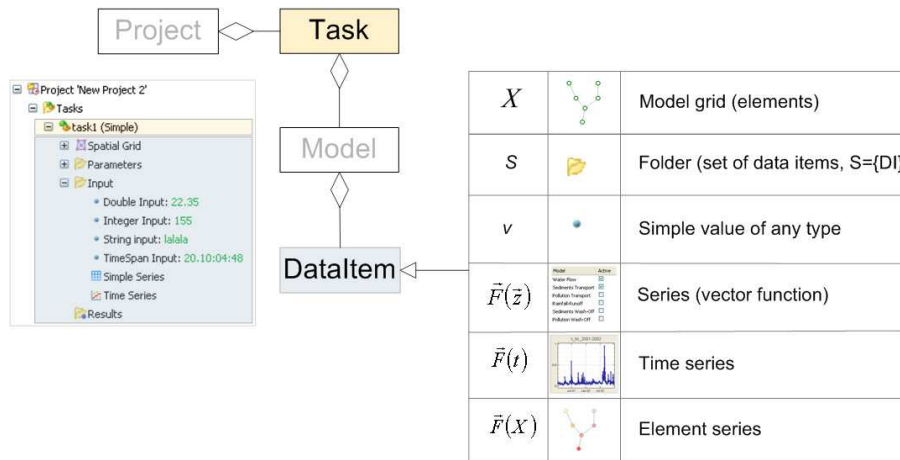 Project
Task
Model
DataItem
Project 'New Project 2'
Tasks
task1 (Simple)
Spatial Grid
Parameters
Input
Double Input: 22.35
Integer Input: 155
String input: lalala
TimeSpan Input: 20.10:04:48
Simple Series
Time Series
Results
X
Model grid (elements)
S
Folder (set of data items, S={DI}
v
Simple value of any type
F⃗(z⃗)
Model Active
Water Flow
Sediments Transport
Pollution Transport
Rainfall-Runoff
Sediments Wash-Off
Pollution Wash-Off
Series (vector function)
F⃗(t)
Time series
F⃗(X)
Element series